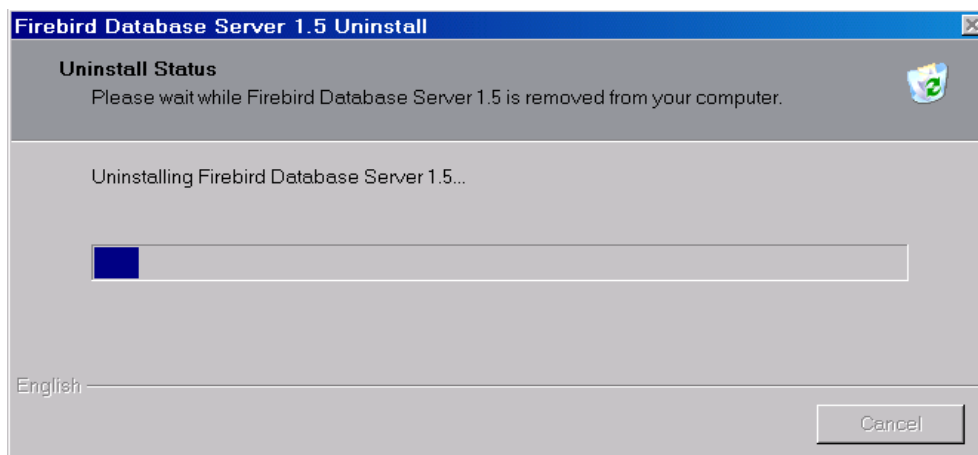 Firebird Database Server 1.5 Uninstall
Uninstall Status
Please wait while Firebird Database Server 1.5 is removed from your computer.
Uninstalling Firebird Database Server 1.5...
English
Cancel